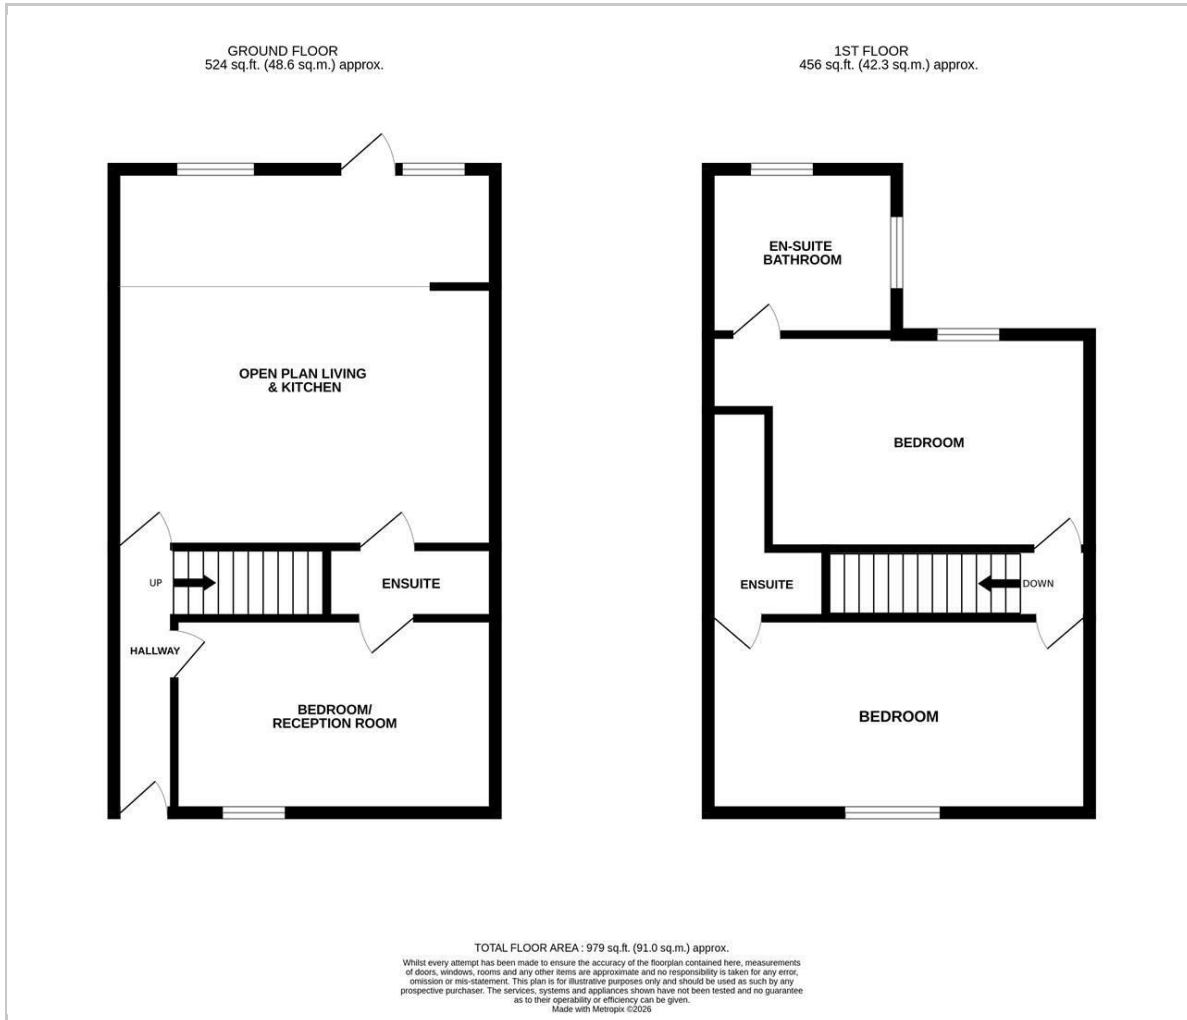 GROUND FLOOR
524 sq.ft. (48.6 sq.m.) approx.
1ST FLOOR
456 sq.ft. (42.3 sq.m.) approx.
EN-SUITE
BATHROOM
OPEN PLAN LIVING
& KITCHEN
BEDROOM
UP
ENSUITE
ENSUITE
DOWN
HALLWAY
BEDROOM/
RECEPTION ROOM
BEDROOM
TOTAL FLOOR AREA : 979 sq.ft. (91.0 sq.m.) approx.
Whilst every attempt has been made to ensure the accuracy of the floorplan contained here, measurements
of doors, windows, rooms and any other items are approximate and no responsibility is taken for any error,
omission or mis-statement. This plan is for illustrative purposes only and should be used as such by any
prospective purchaser. The services, systems and appliances shown have not been tested and no guarantee
as to their operability or efficiency can be given.
Made with Metropix ©2026